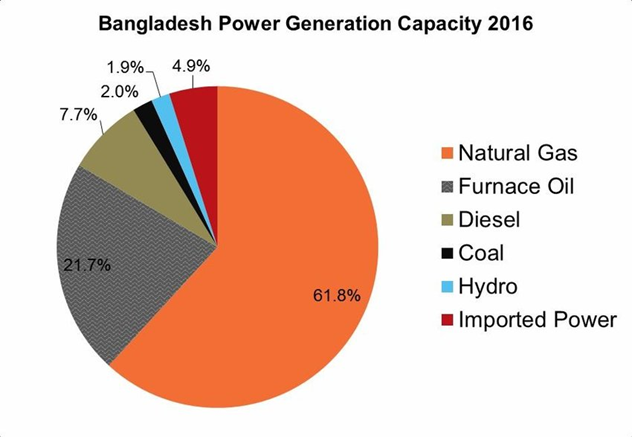 Bangladesh Power Generation Capacity 2016
1.9%
4.9%
2.0%
7.7%
21.7%
61.8%
Natural Gas
Furnace Oil
Diesel
Coal
Hydro
Imported Power